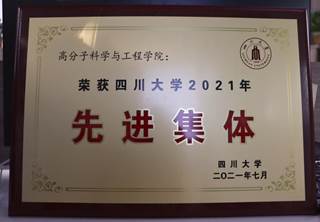 高分子科学与工程学院：
荣获四川大学2021年
先进集体
四川大学
二〇二一年七月